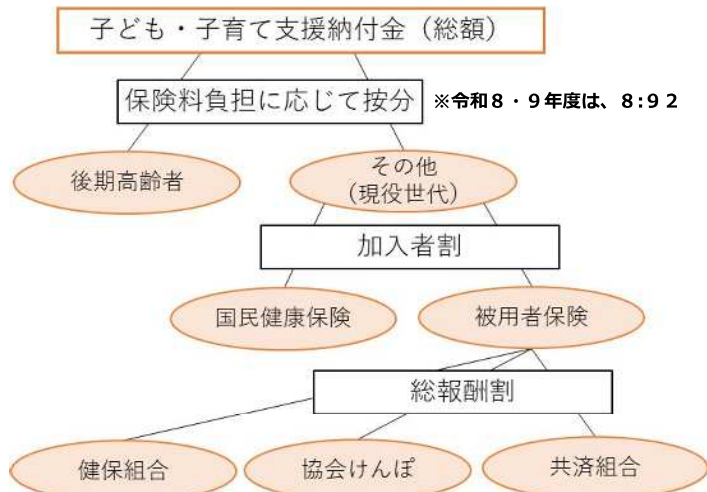 子ども・子育て支援納付金（総額）
保険料負担に応じて按分
※令和８・９年度は、８:９２
後期高齢者
その他
（現役世代）
加入者割
国民健康保険
被用者保険
総報酬割
健保組合
協会けんぽ
共済組合